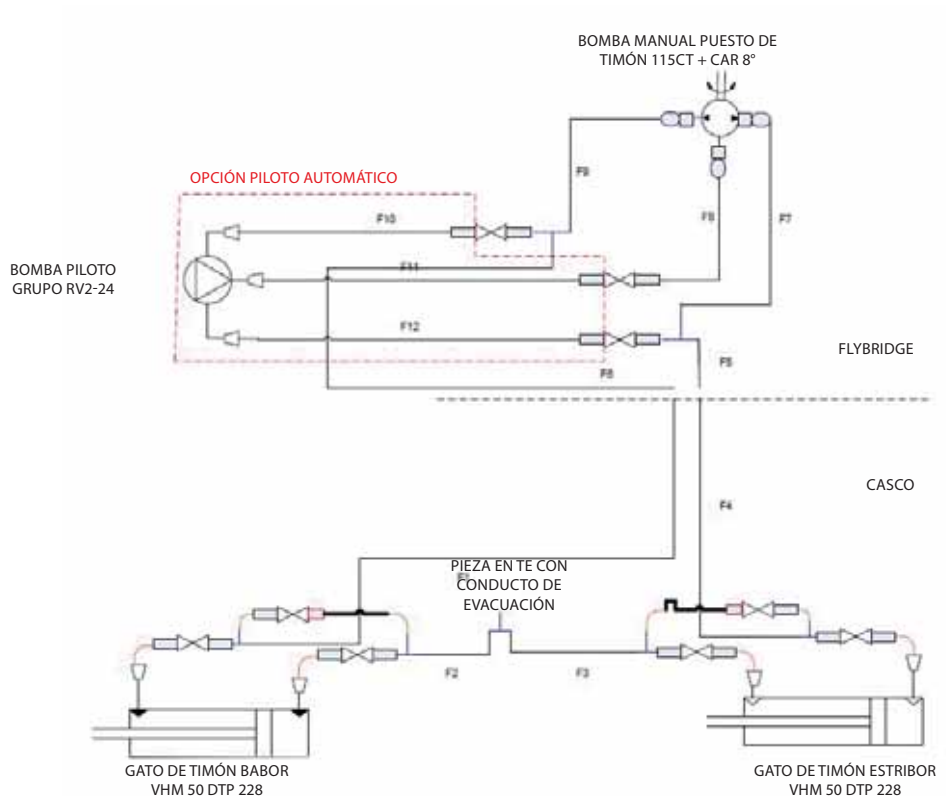 BOMBA MANUAL PUESTO DE
TIMÓN 115CT + CAR 8°
F9
OPCIÓN PILOTO AUTOMÁTICO
F10
F8
F7
BOMBA PILOTO
GRUPO RV2-24
F11
F12
FLYBRIDGE
F6
F5
CASCO
F4
PIEZA EN TE CON
CONDUCTO DE
EVACUACIÓN
F2
F3
GATO DE TIMÓN BABOR
VHM 50 DTP 228
GATO DE TIMÓN ESTRIBOR
VHM 50 DTP 228